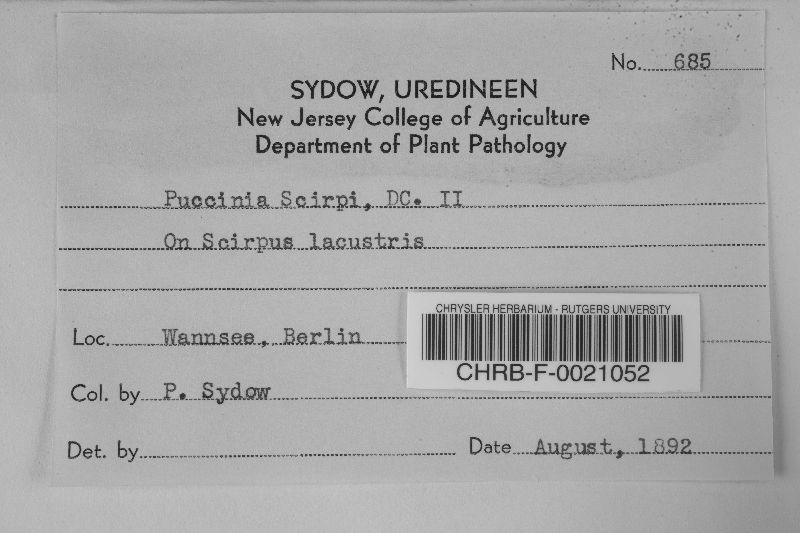 No. 685
SYDOW, UREDINEEN
New Jersey College of Agriculture
Department of Plant Pathology
Puccinia Scirpi, DC. II
On Scirpus lacustris
Loc. Wannsee, Berlin
CHRYSLER HERBARIUM - RUTGERS UNIVERSITY
CHRB-F-0021052
Col. by P. Sydow
Det. by
Date August, 1892